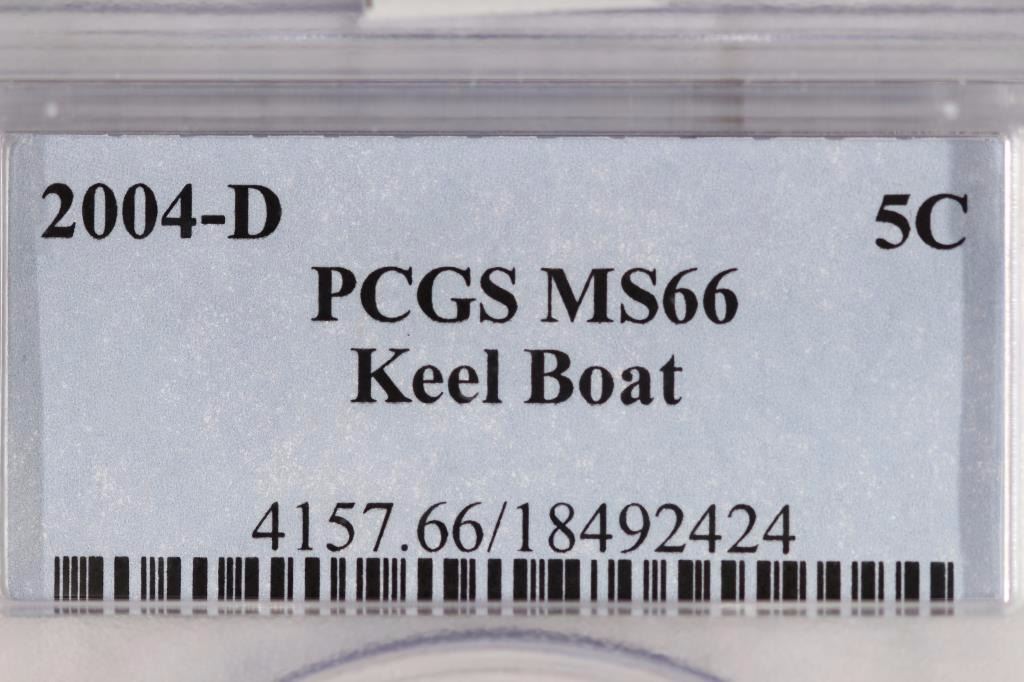 2004-D 5C
PCGS MS66
Keel Boat
4157.66/18492424